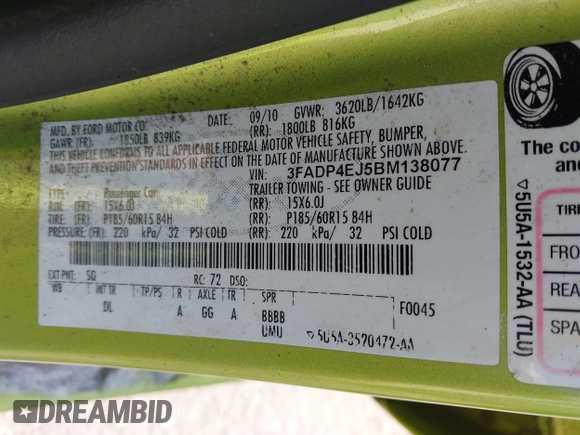 MFD. BY FORD MOTOR CO.
09/10 GVWR: 3620LB/1642KG
GAWR: (FR): 1850LB 839KG (RR): 1800LB 816KG
THIS VEHICLE CONFORMS TO ALL APPLICABLE FEDERAL MOTOR VEHICLE SAFETY, BUMPER,
AND THEFT PREVENTION STANDARDS IN EFFECT ON THE DATE OF MANUFACTURE SHOWN ABOVE.
VIN: 3FADP4EJ5BM138077
TYPE: Passenger Car TRAILER TOWING - SEE OWNER GUIDE
RIM: (FR): 15X6.0J (RR): 15X6.0J
TIRE: (FR): P185/60R15 84H (RR): P185/60R15 84H
PRESSURE: (FR): 220 kPa/ 32 PSI COLD (RR): 220 kPa/ 32 PSI COLD
EXT PNT: SQ RC: 72 DSO:
WB INT TR TP/PS R AXLE TR SPR F0045
DL A GG A BBBB
UMU ▽5U5A-3520472-AA
The co
pas
TIRE
FRO
REA
SPA
▽5U5A-1532-AA (TLU)
DREAMBID